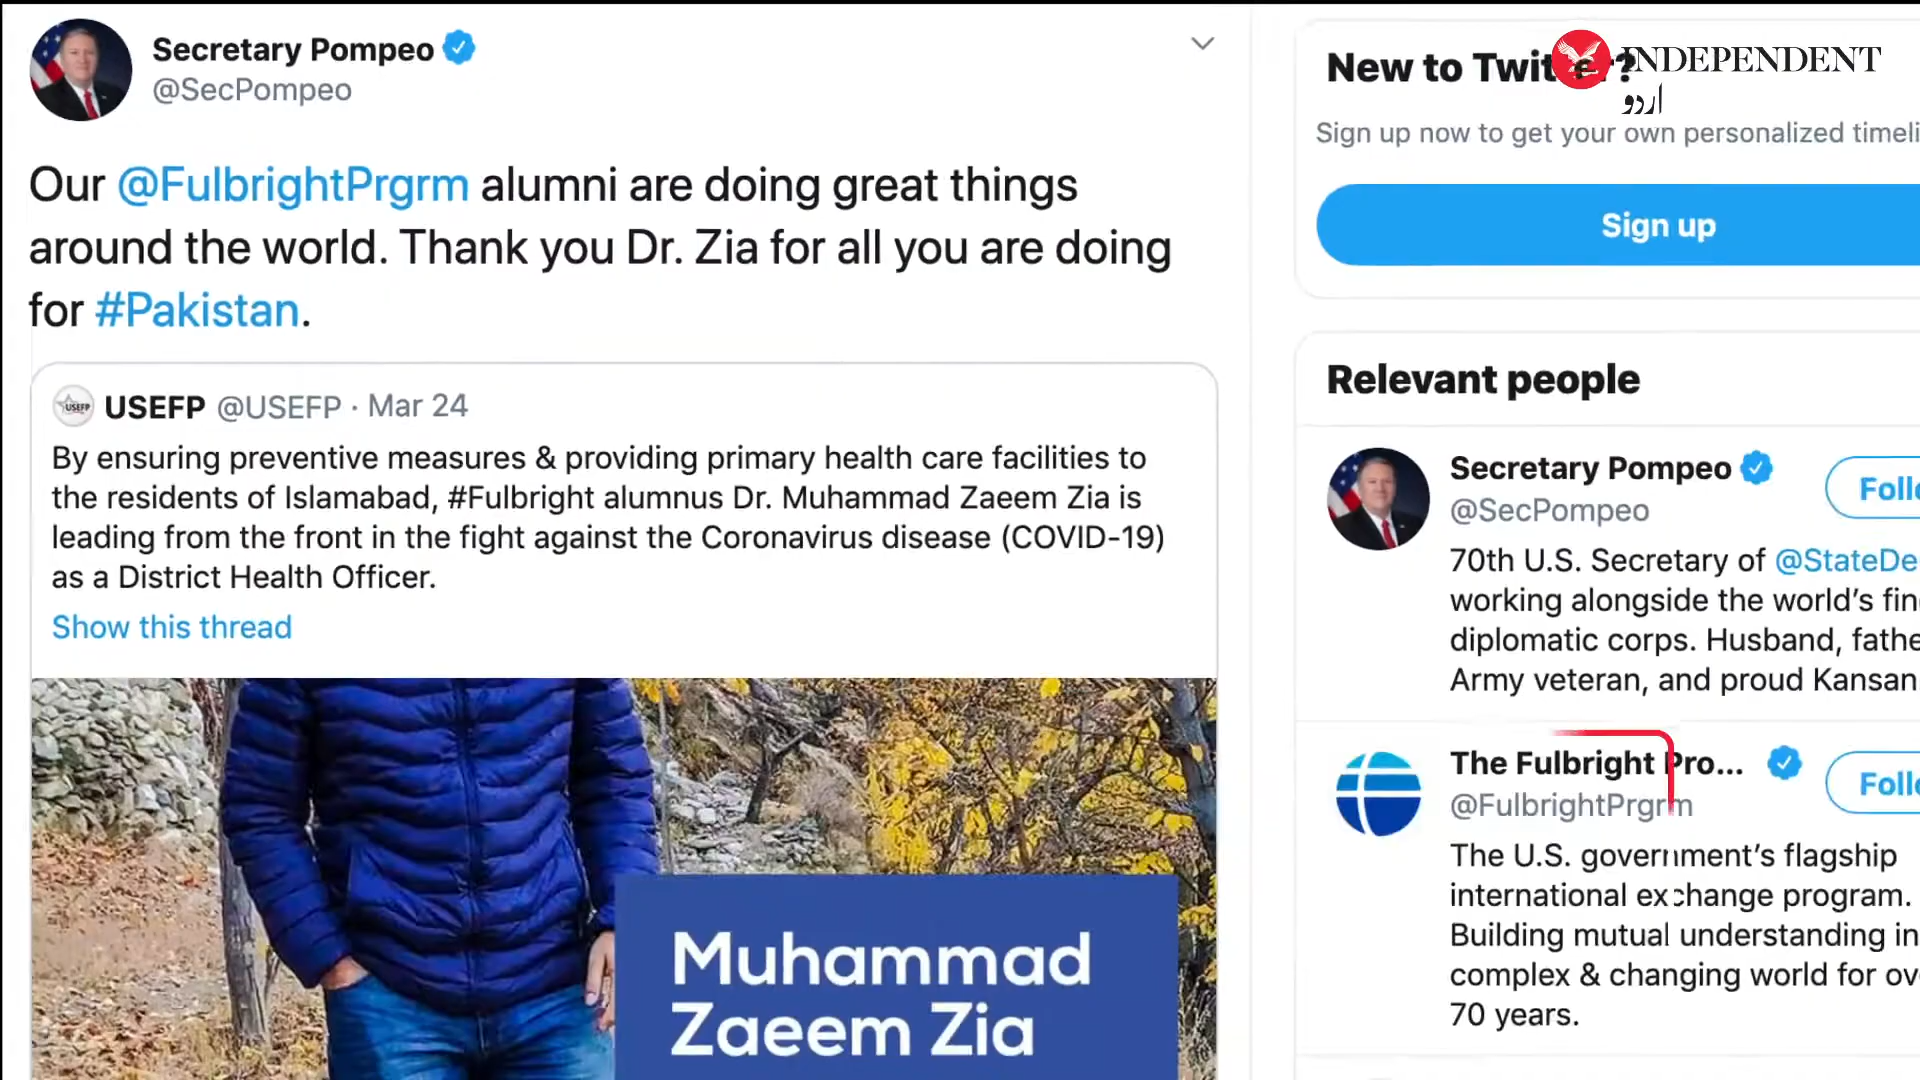 Secretary Pompeo
@SecPompeo
Our @FulbrightPrgrm alumni are doing great things
around the world. Thank you Dr. Zia for all you are doing
for #Pakistan.
USEFP
USEFP @USEFP · Mar 24
By ensuring preventive measures & providing primary health care facilities to
the residents of Islamabad, #Fulbright alumnus Dr. Muhammad Zaeem Zia is
leading from the front in the fight against the Coronavirus disease (COVID-19)
as a District Health Officer.
Show this thread
Muhammad
Zaeem Zia
New to Twitter?
INDEPENDENT
اردو
Sign up now to get your own personalized timeli
Sign up
Relevant people
Secretary Pompeo
@SecPompeo
Follo
70th U.S. Secretary of @StateDe
working alongside the world's fin
diplomatic corps. Husband, fathe
Army veteran, and proud Kansan
The Fulbright Pro...
@FulbrightPrgrm
Follo
The U.S. government's flagship
international exchange program.
Building mutual understanding in
complex & changing world for ov
70 years.